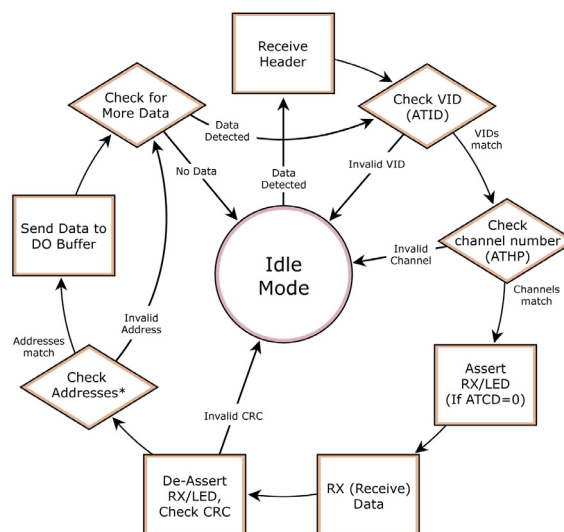 Receive
Header
Check for
More Data
Check VID
(ATID)
Data
Detected
VIDs
match
No Data
Data
Detected
Invalid VID
Send Data to
DO Buffer
Check
channel number
(ATHP)
Invalid
Channel
Idle
Mode
Channels
match
Invalid
Address
Addresses
match
Assert
RX/LED
(If ATCD=0)
Check
Addresses*
Invalid CRC
De-Assert
RX/LED,
Check CRC
RX (Receive)
Data